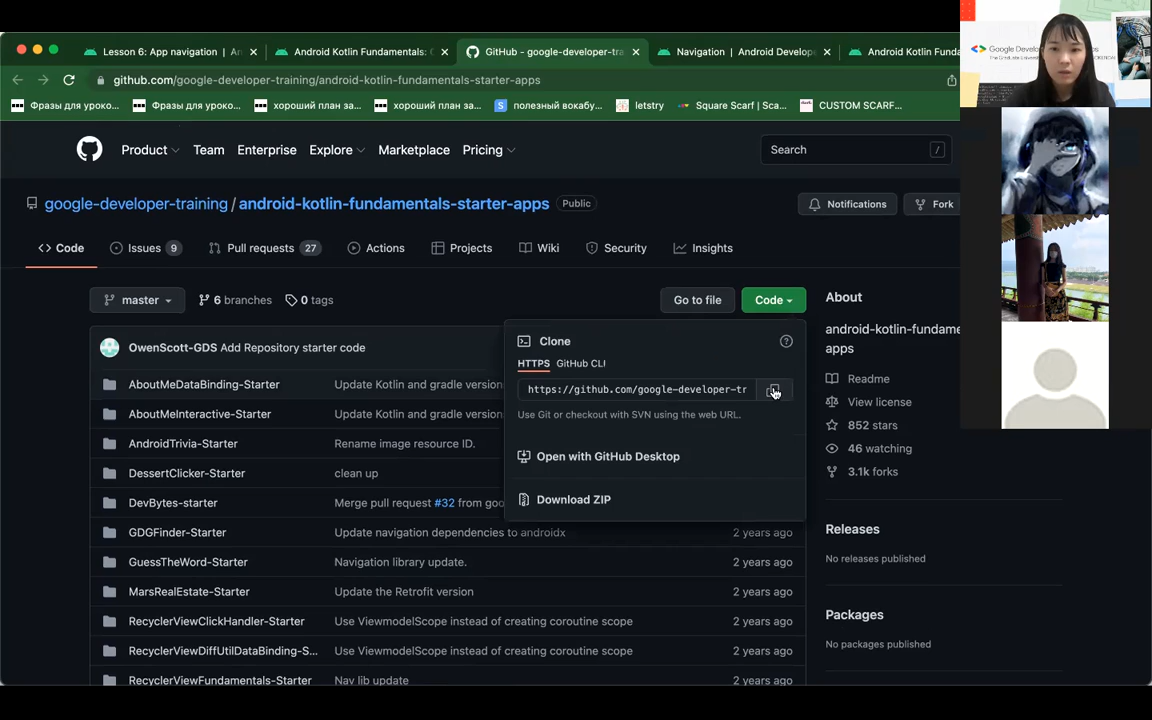 Lesson 6: App navigation | An
Android Kotlin Fundamentals: C
GitHub - google-developer-trai
Navigation | Android Develope
Android Kotlin Funda
github.com/google-developer-training/android-kotlin-fundamentals-starter-apps
Фразы для уроко...
Фразы для уроко...
хороший план за...
хороший план за...
полезный вокабу...
letstry
Square Scarf | Sca...
CUSTOM SCARF...
Product
Team
Enterprise
Explore
Marketplace
Pricing
Search
/
google-developer-training / android-kotlin-fundamentals-starter-apps
Public
Notifications
Fork
Code
Issues 9
Pull requests 27
Actions
Projects
Wiki
Security
Insights
master
6 branches
0 tags
Go to file
Code
About
android-kotlin-fundame
apps
Readme
View license
852 stars
46 watching
3.1k forks
Releases
No releases published
Packages
No packages published
OwenScott-GDS Add Repository starter code
Clone
HTTPS GitHub CLI
https://github.com/google-developer-tr
Use Git or checkout with SVN using the web URL.
Open with GitHub Desktop
Download ZIP
AboutMeDataBinding-Starter Update Kotlin and gradle version
AboutMeInteractive-Starter Update Kotlin and gradle version
AndroidTrivia-Starter Rename image resource ID.
DessertClicker-Starter clean up
DevBytes-starter Merge pull request #32 from goo
GDGFinder-Starter Update navigation dependencies to androidx 2 years ago
GuessTheWord-Starter Navigation library update. 2 years ago
MarsRealEstate-Starter Update the Retrofit version 2 years ago
RecyclerViewClickHandler-Starter Use ViewmodelScope instead of creating coroutine scope 2 years ago
RecyclerViewDiffUtilDataBinding-S... Use ViewmodelScope instead of creating coroutine scope 2 years ago
RecyclerViewFundamentals-Starter Nav lib update 2 years ago